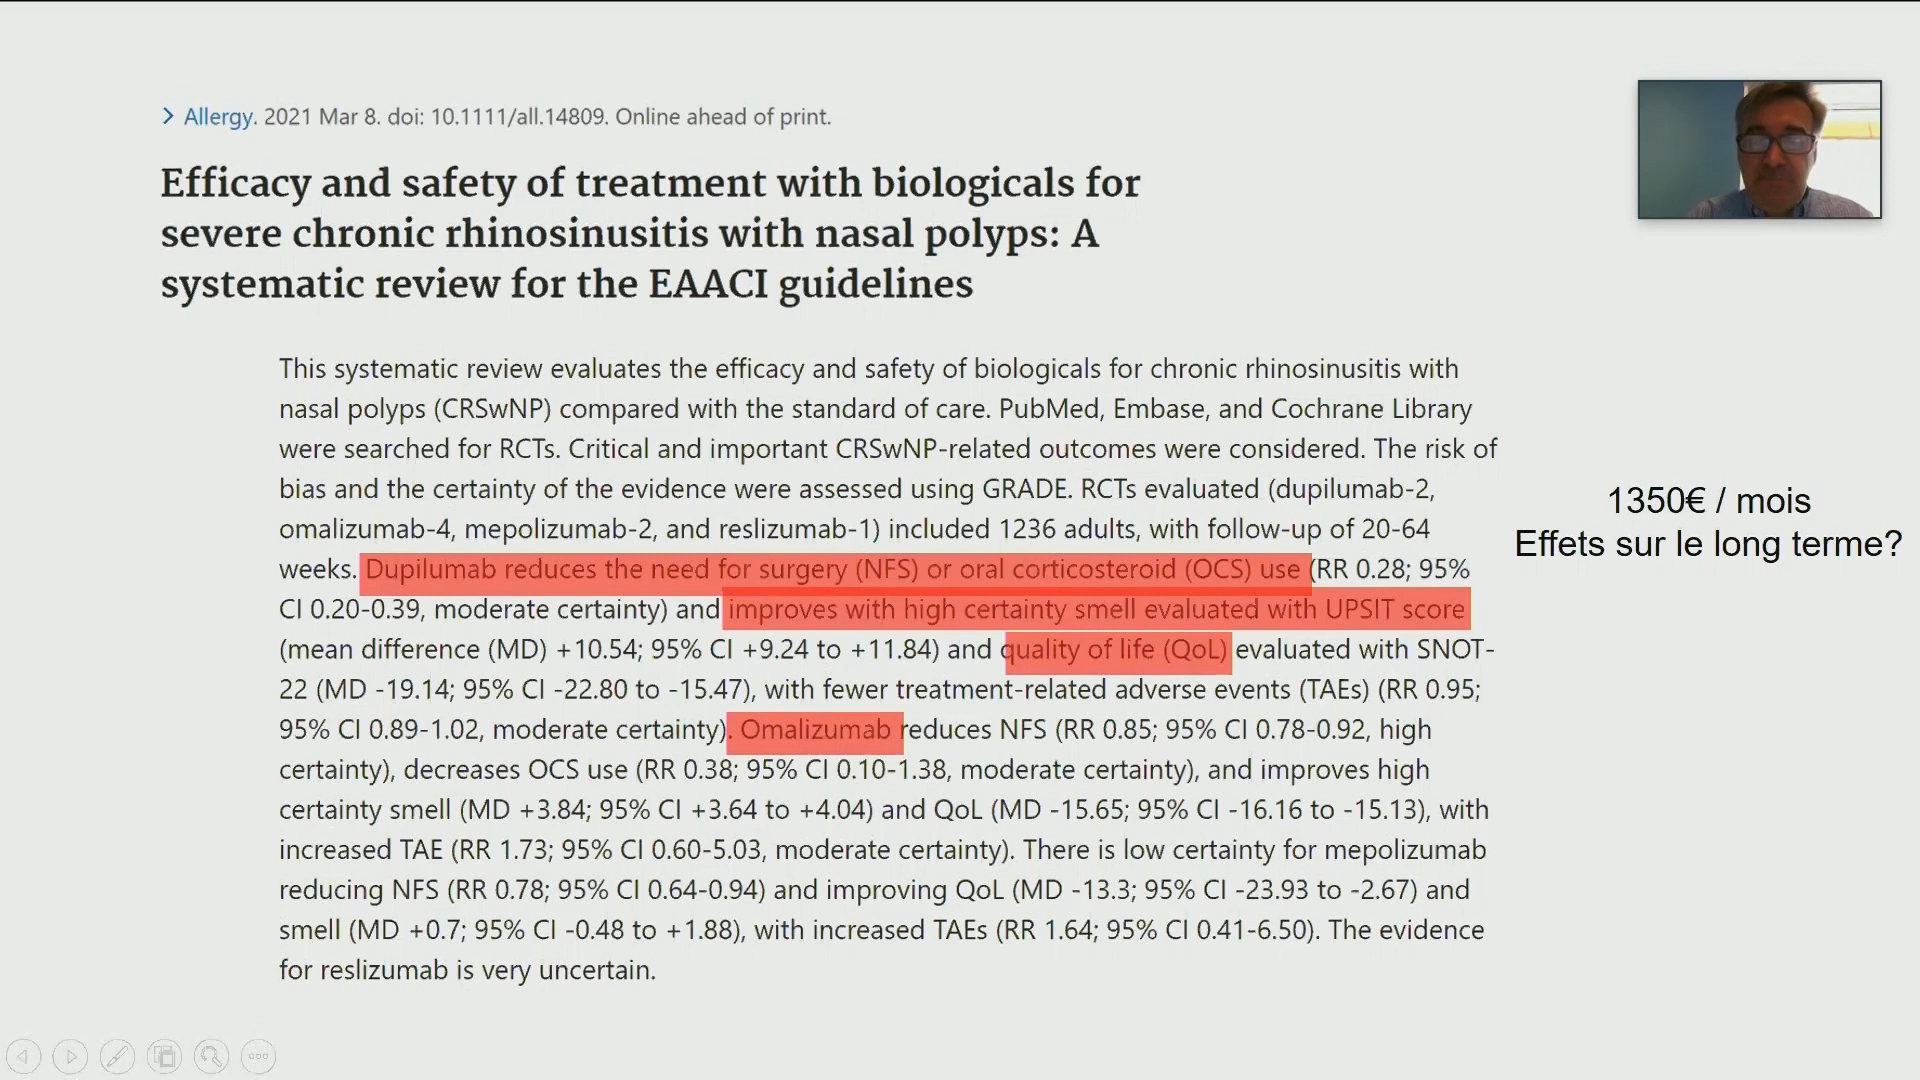 > Allergy. 2021 Mar 8. doi: 10.1111/all.14809. Online ahead of print.
Efficacy and safety of treatment with biologicals for
severe chronic rhinosinusitis with nasal polyps: A
systematic review for the EAACI guidelines
This systematic review evaluates the efficacy and safety of biologicals for chronic rhinosinusitis with
nasal polyps (CRSwNP) compared with the standard of care. PubMed, Embase, and Cochrane Library
were searched for RCTs. Critical and important CRSwNP-related outcomes were considered. The risk of
bias and the certainty of the evidence were assessed using GRADE. RCTs evaluated (dupilumab-2,
omalizumab-4, mepolizumab-2, and reslizumab-1) included 1236 adults, with follow-up of 20-64
weeks. Dupilumab reduces the need for surgery (NFS) or oral corticosteroid (OCS) use (RR 0.28; 95%
CI 0.20-0.39, moderate certainty) and improves with high certainty smell evaluated with UPSIT score
(mean difference (MD) +10.54; 95% CI +9.24 to +11.84) and quality of life (QoL) evaluated with SNOT-
22 (MD -19.14; 95% CI -22.80 to -15.47), with fewer treatment-related adverse events (TAEs) (RR 0.95;
95% CI 0.89-1.02, moderate certainty). Omalizumab reduces NFS (RR 0.85; 95% CI 0.78-0.92, high
certainty), decreases OCS use (RR 0.38; 95% CI 0.10-1.38, moderate certainty), and improves high
certainty smell (MD +3.84; 95% CI +3.64 to +4.04) and QoL (MD -15.65; 95% CI -16.16 to -15.13), with
increased TAE (RR 1.73; 95% CI 0.60-5.03, moderate certainty). There is low certainty for mepolizumab
reducing NFS (RR 0.78; 95% CI 0.64-0.94) and improving QoL (MD -13.3; 95% CI -23.93 to -2.67) and
smell (MD +0.7; 95% CI -0.48 to +1.88), with increased TAEs (RR 1.64; 95% CI 0.41-6.50). The evidence
for reslizumab is very uncertain.
1350€ / mois
Effets sur le long terme?